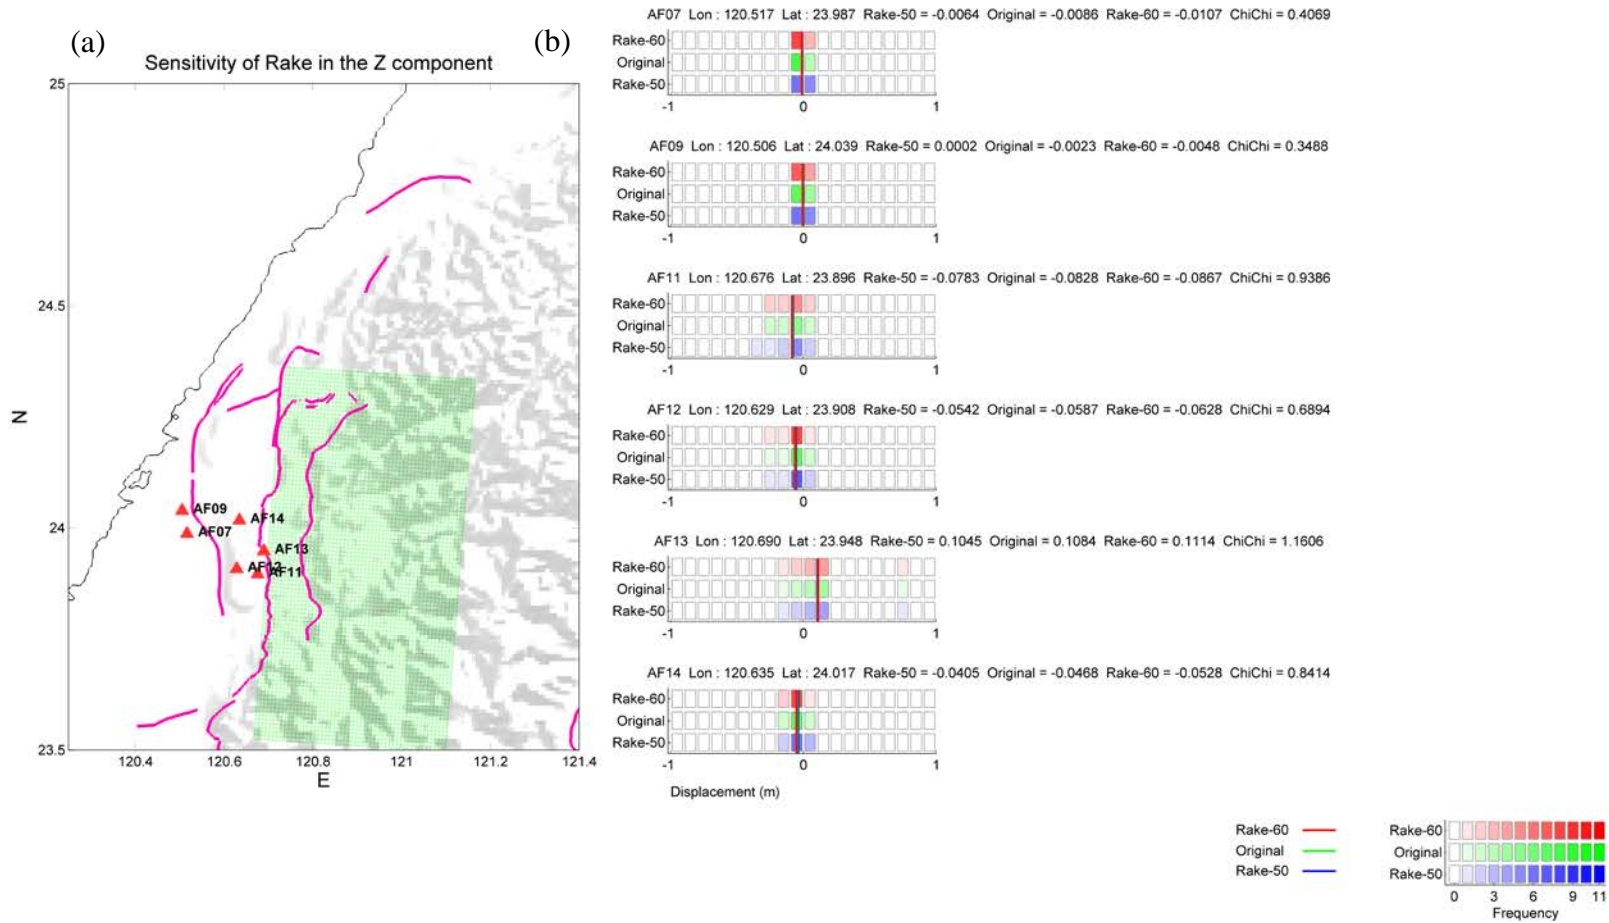 (a)
Sensitivity of Rake in the Z component
25
24.5
24
23.5
N
AF09
AF14
AF07
AF13
AF12
AF11
120.4 120.6 120.8 121 121.2 121.4
E
(b)
AF07 Lon : 120.517 Lat : 23.987 Rake-50 = -0.0064 Original = -0.0086 Rake-60 = -0.0107 ChiChi = 0.4069
Rake-60
Original
Rake-50
-1 0 1
AF09 Lon : 120.506 Lat : 24.039 Rake-50 = 0.0002 Original = -0.0023 Rake-60 = -0.0048 ChiChi = 0.3488
Rake-60
Original
Rake-50
-1 0 1
AF11 Lon : 120.676 Lat : 23.896 Rake-50 = -0.0783 Original = -0.0828 Rake-60 = -0.0867 ChiChi = 0.9386
Rake-60
Original
Rake-50
-1 0 1
AF12 Lon : 120.629 Lat : 23.908 Rake-50 = -0.0542 Original = -0.0587 Rake-60 = -0.0628 ChiChi = 0.6894
Rake-60
Original
Rake-50
-1 0 1
AF13 Lon : 120.690 Lat : 23.948 Rake-50 = 0.1045 Original = 0.1084 Rake-60 = 0.1114 ChiChi = 1.1606
Rake-60
Original
Rake-50
-1 0 1
AF14 Lon : 120.635 Lat : 24.017 Rake-50 = -0.0405 Original = -0.0468 Rake-60 = -0.0528 ChiChi = 0.8414
Rake-60
Original
Rake-50
-1 0 1
Displacement (m)
Rake-60
Original
Rake-50
Rake-60
Original
Rake-50
0 3 6 9 11
Frequency